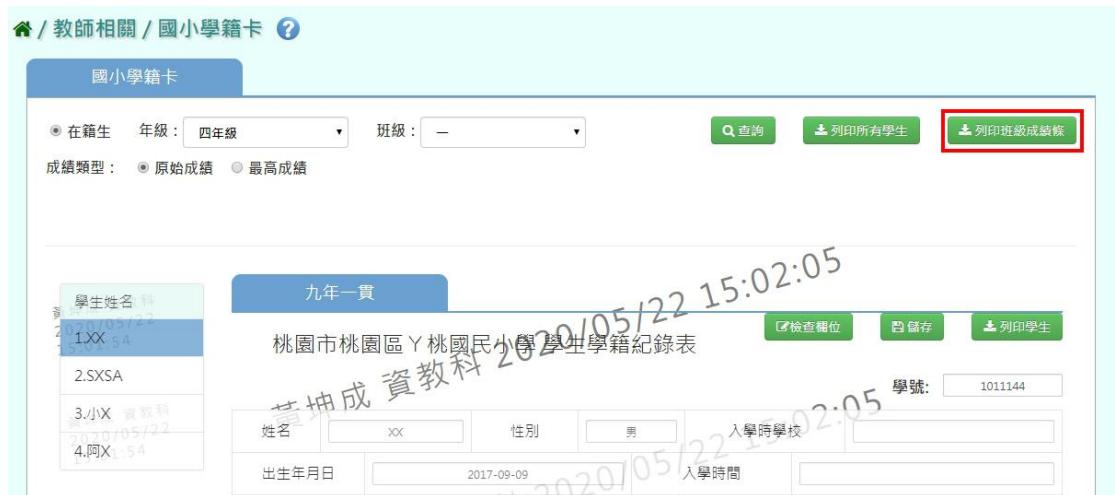 / 教師相關 / 國小學籍卡 ?
國小學籍卡
在籍生 年級： 四年級 班級： — 查詢 列印所有學生 列印班級成績條
成績類型： 原始成績 最高成績
黃坤成 資教科 2020/05/22 15:02:05
學生姓名
九年一貫
1.XX
檢查欄位 儲存 列印學生
桃園市桃園區ㄚ桃國民小學 學生學籍紀錄表
2.SXSA
學號: 1011144
3.小X
姓名 XX 性別 男 入學時學校
4.阿X
出生年月日 2017-09-09 入學時間